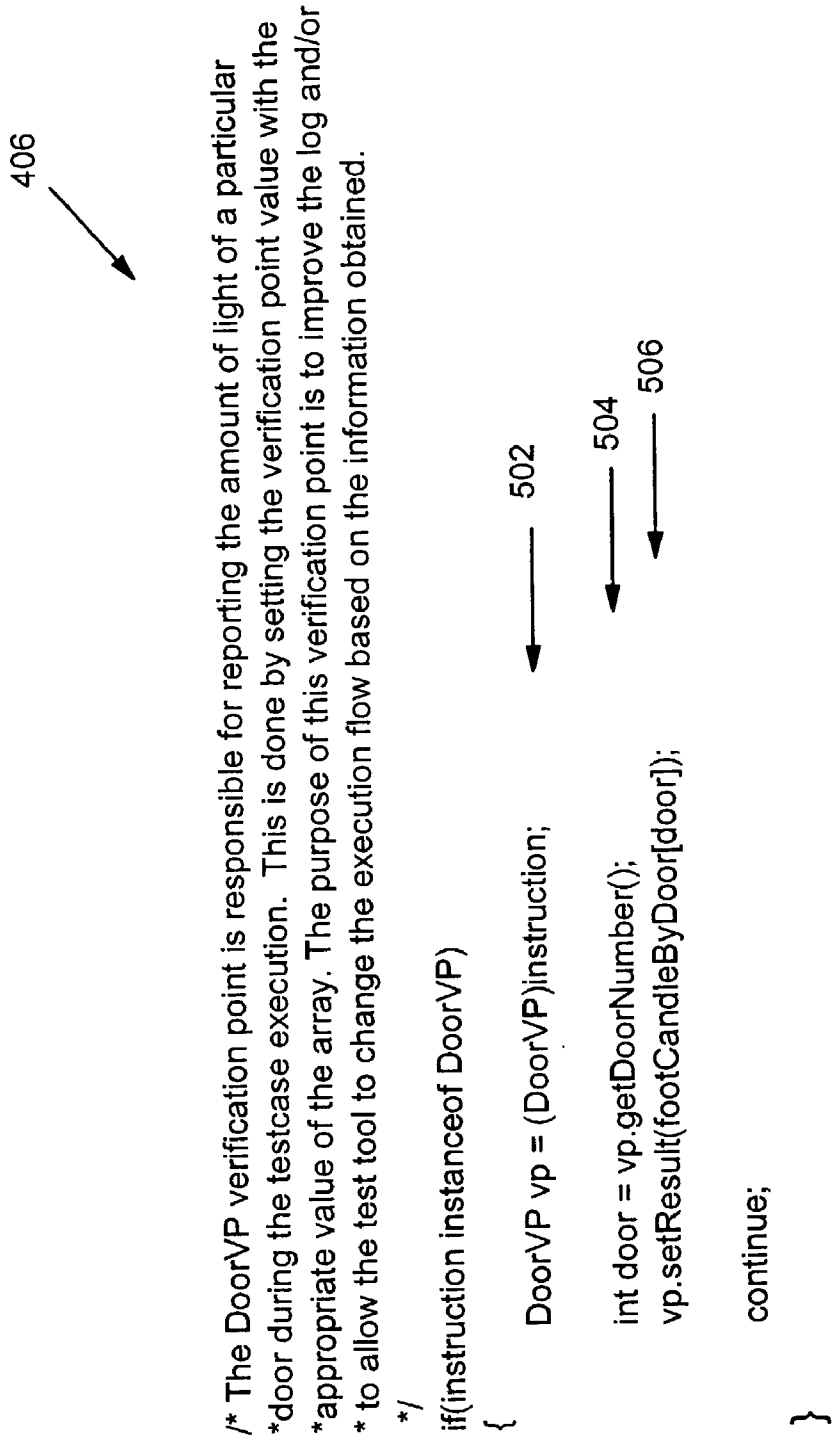 406
/* The DoorVP verification point is responsible for reporting the amount of light of a particular
*door during the testcase execution. This is done by setting the verification point value with the
*appropriate value of the array. The purpose of this verification point is to improve the log and/or
* to allow the test tool to change the execution flow based on the information obtained.
*/
if(instruction instanceof DoorVP)
{
DoorVP vp = (DoorVP)instruction; 502
int door = vp.getDoorNumber(); 504
vp.setResult(footCandleByDoor[door]); 506
continue;
}